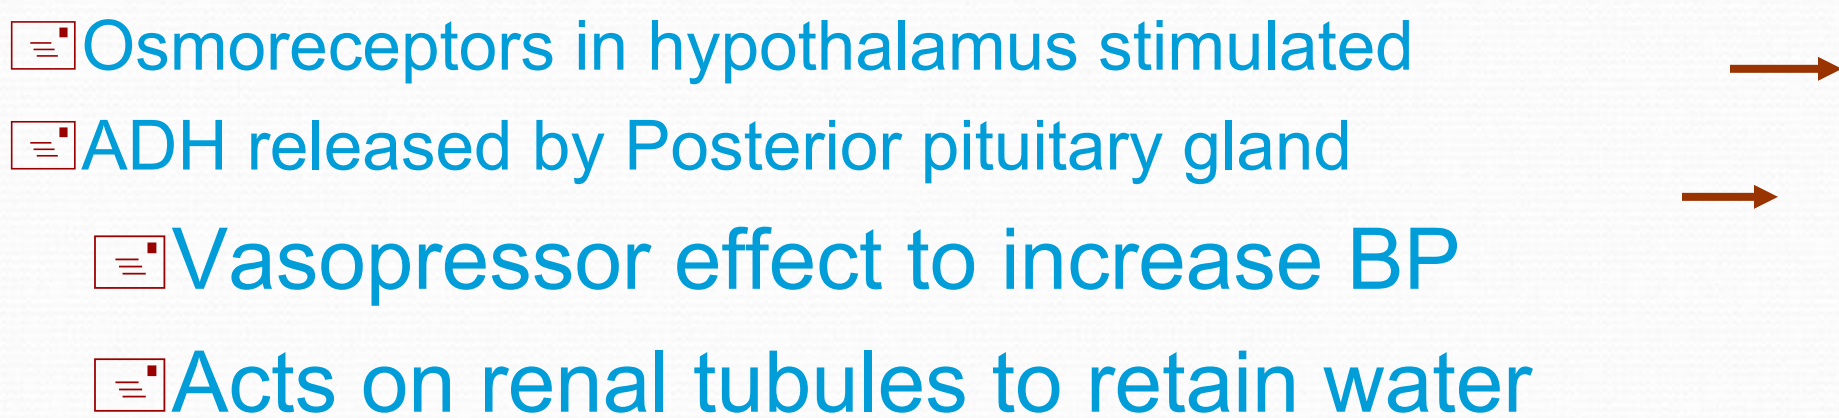 Osmoreceptors in hypothalamus stimulated
ADH released by Posterior pituitary gland
Vasopressor effect to increase BP
Acts on renal tubules to retain water